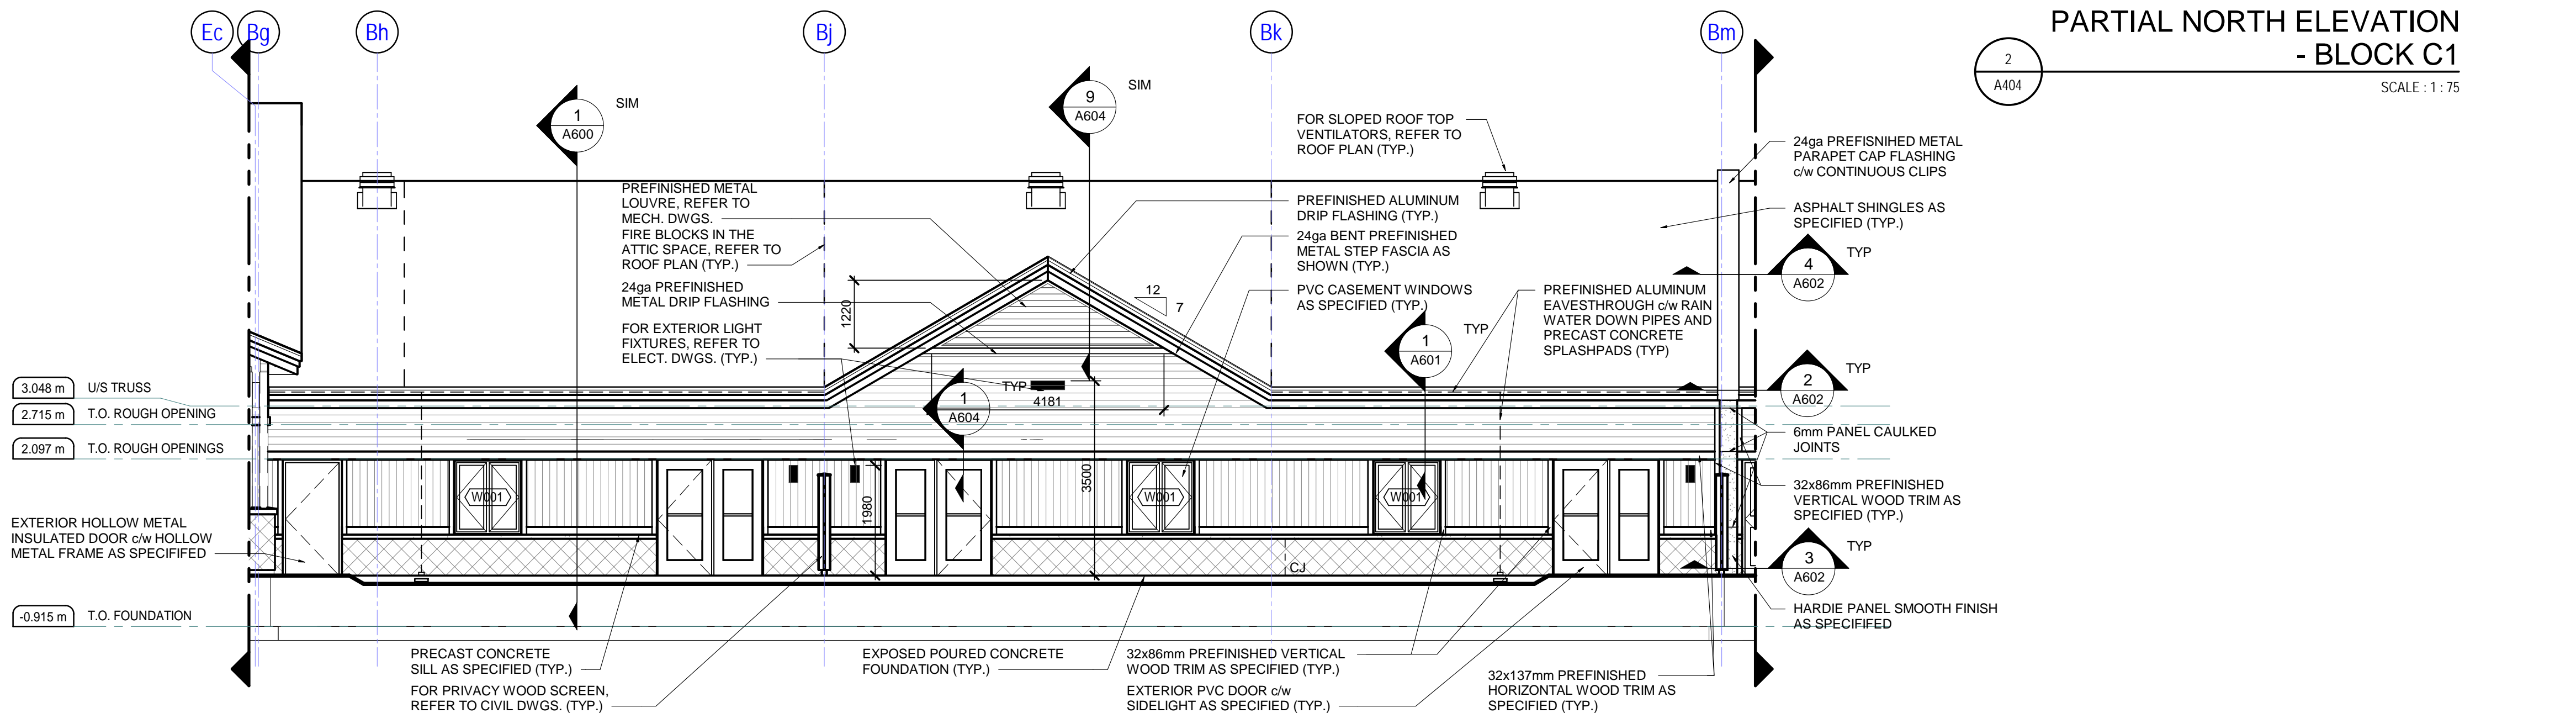 Ec
Bg
Bh
Bj
Bk
Bm
PARTIAL NORTH ELEVATION
- BLOCK C1
2
A404
SCALE : 1 : 75
1
A600
SIM
9
A604
SIM
FOR SLOPED ROOF TOP
VENTILATORS, REFER TO
ROOF PLAN (TYP.)
24ga PREFISNIHED METAL
PARAPET CAP FLASHING
c/w CONTINUOUS CLIPS
PREFINISHED METAL
LOUVRE, REFER TO
MECH. DWGS.
FIRE BLOCKS IN THE
ATTIC SPACE, REFER TO
ROOF PLAN (TYP.)
24ga PREFINISHED
METAL DRIP FLASHING
FOR EXTERIOR LIGHT
FIXTURES, REFER TO
ELECT. DWGS. (TYP.)
PREFINISHED ALUMINUM
DRIP FLASHING (TYP.)
24ga BENT PREFINISHED
METAL STEP FASCIA AS
SHOWN (TYP.)
PVC CASEMENT WINDOWS
AS SPECIFIED (TYP.)
ASPHALT SHINGLES AS
SPECIFIED (TYP.)
4
A602
TYP
12
7
1220
PREFINISHED ALUMINUM
EAVESTHROUGH c/w RAIN
WATER DOWN PIPES AND
PRECAST CONCRETE
SPLASHPADS (TYP)
1
A601
TYP
2
A602
TYP
3.048 m
U/S TRUSS
2.715 m
T.O. ROUGH OPENING
2.097 m
T.O. ROUGH OPENINGS
TYP
1
A604
4181
6mm PANEL CAULKED
JOINTS
32x86mm PREFINISHED
VERTICAL WOOD TRIM AS
SPECIFIED (TYP.)
W001
W001
W001
1980
3500
EXTERIOR HOLLOW METAL
INSULATED DOOR c/w HOLLOW
METAL FRAME AS SPECIFIFED
CJ
3
A602
TYP
-0.915 m
T.O. FOUNDATION
HARDIE PANEL SMOOTH FINISH
AS SPECIFIFED
PRECAST CONCRETE
SILL AS SPECIFIED (TYP.)
FOR PRIVACY WOOD SCREEN,
REFER TO CIVIL DWGS. (TYP.)
EXPOSED POURED CONCRETE
FOUNDATION (TYP.)
32x86mm PREFINISHED VERTICAL
WOOD TRIM AS SPECIFIED (TYP.)
EXTERIOR PVC DOOR c/w
SIDELIGHT AS SPECIFIED (TYP.)
32x137mm PREFINISHED
HORIZONTAL WOOD TRIM AS
SPECIFIED (TYP.)